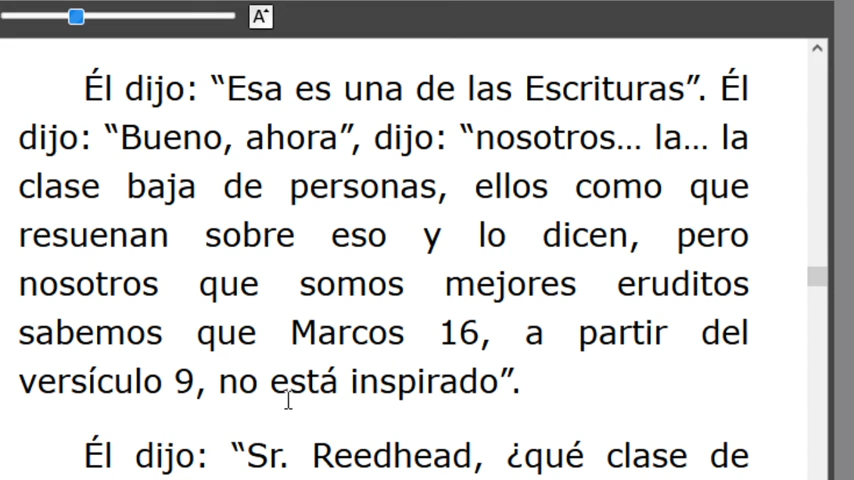 A
Él dijo: “Esa es una de las Escrituras”. Él
dijo: “Bueno, ahora”, dijo: “nosotros... la... la
clase baja de personas, ellos como que
resuenan sobre eso y lo dicen, pero
nosotros que somos mejores eruditos
sabemos que Marcos 16, a partir del
versículo 9, no está inspirado”.
Él dijo: “Sr. Reedhead, ¿qué clase de